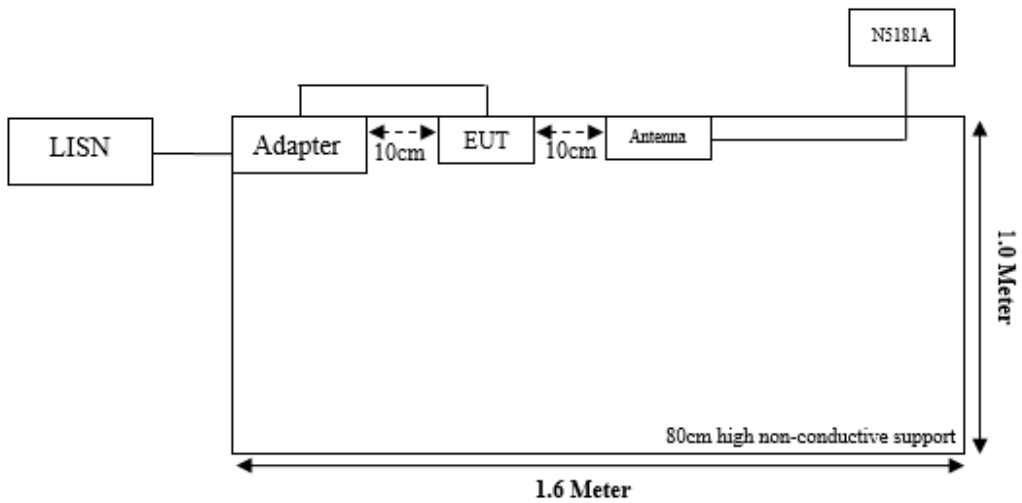 N5181A
LISN
Adapter
10cm
EUT
10cm
Antenna
1.0 Meter
80cm high non-conductive support
1.6 Meter